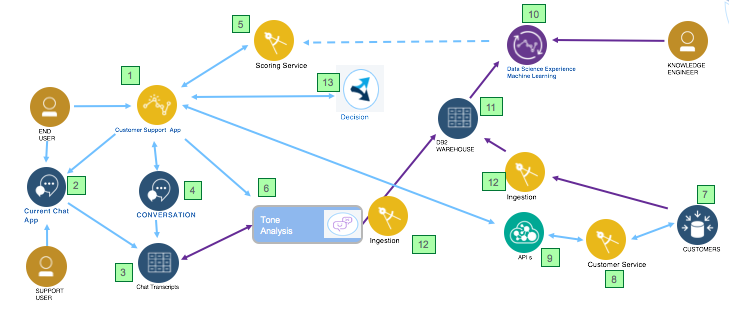 10
5
Scoring Service
Data Science Experience
Machine Learning
KNOWLEDGE
ENGINEER
1
13
Decision
11
END
USER
Customer Support App
DB2
WAREHOUSE
2
4
6
12
Ingestion
7
Current Chat
App
CONVERSATION
Tone
Analysis
Ingestion
12
API s
9
Customer Service
8
CUSTOMERS
3
Chat Transcripts
SUPPORT
USER